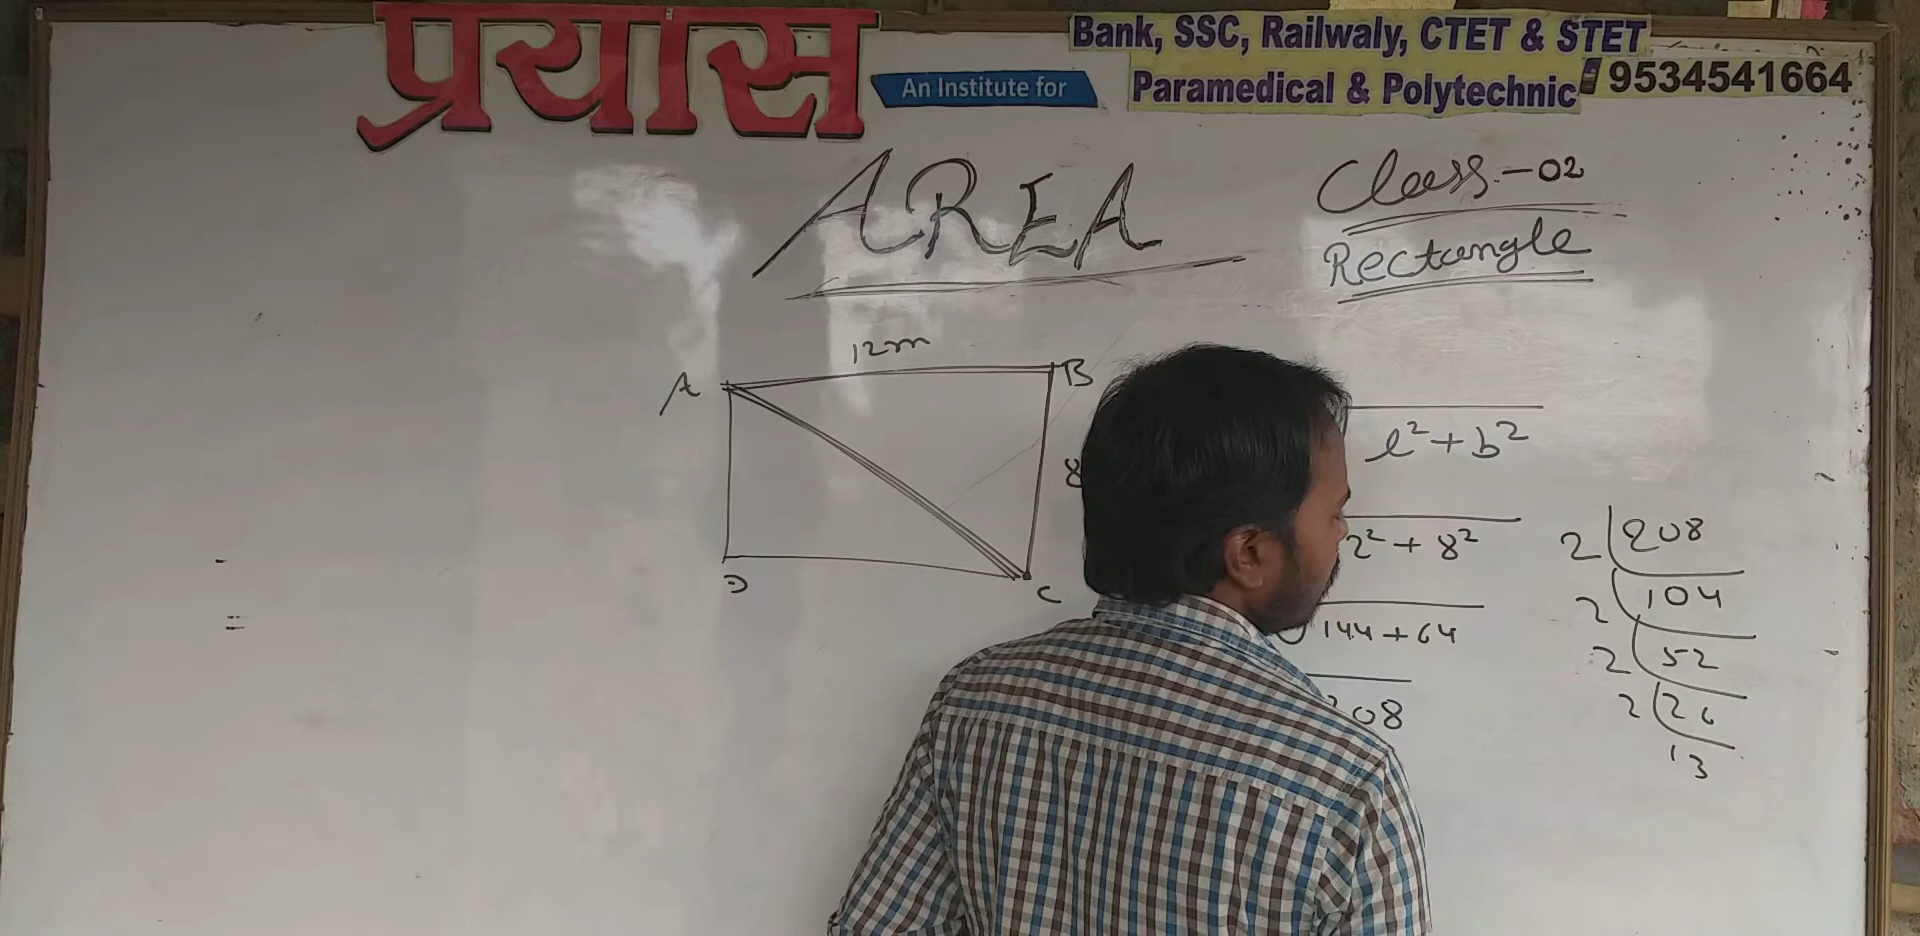 प्रयास
An Institute for
Bank, SSC, Railwaly, CTET & STET
Paramedical & Polytechnic
9534541664
AREA
Class-02
Rectangle
12m
A
B
8
D
C
l²+b²
2²+8²
144+64
08
2 208
2 104
2 52
2 26
13